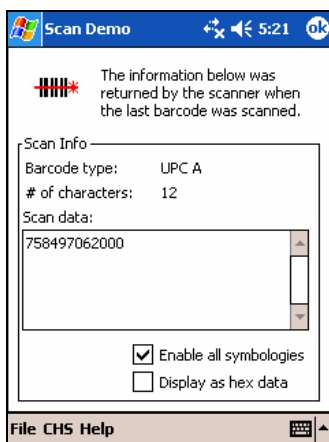 Scan Demo 5:21 ok
The information below was
returned by the scanner when
the last barcode was scanned.
Scan Info
Barcode type: UPC A
# of characters: 12
Scan data:
758497062000
Enable all symbologies
Display as hex data
File CHS Help